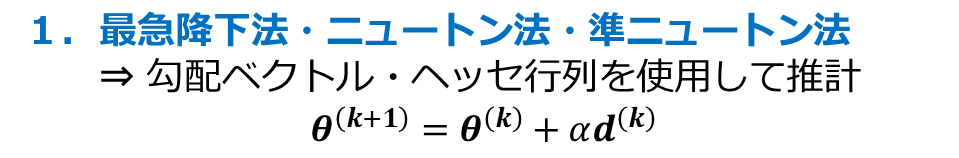 １．最急降下法・ニュートン法・準ニュートン法
⇒ 勾配ベクトル・ヘッセ行列を使用して推計
𝜽^(𝒌+𝟏) = 𝜽^(𝒌) + 𝛼𝒅^(𝒌)